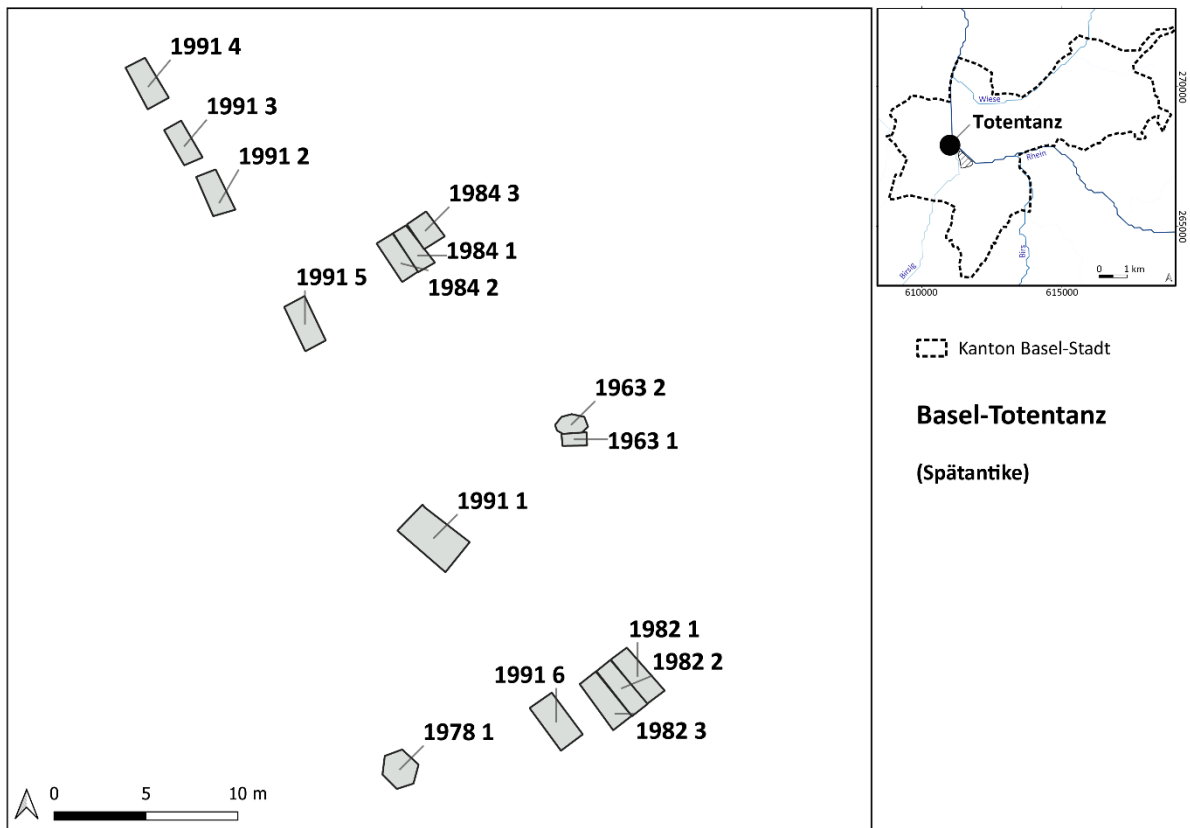 1991 4
1991 3
1991 2
1984 3
1984 1
1984 2
1991 5
1963 2
1963 1
1991 1
1982 1
1982 2
1991 6
1982 3
1978 1
0 5 10 m
Wiese
Totentanz
Rhein
Birsig
Birs
270000
265000
0 1 km
610000 615000
Kanton Basel-Stadt
Basel-Totentanz
(Spätantike)